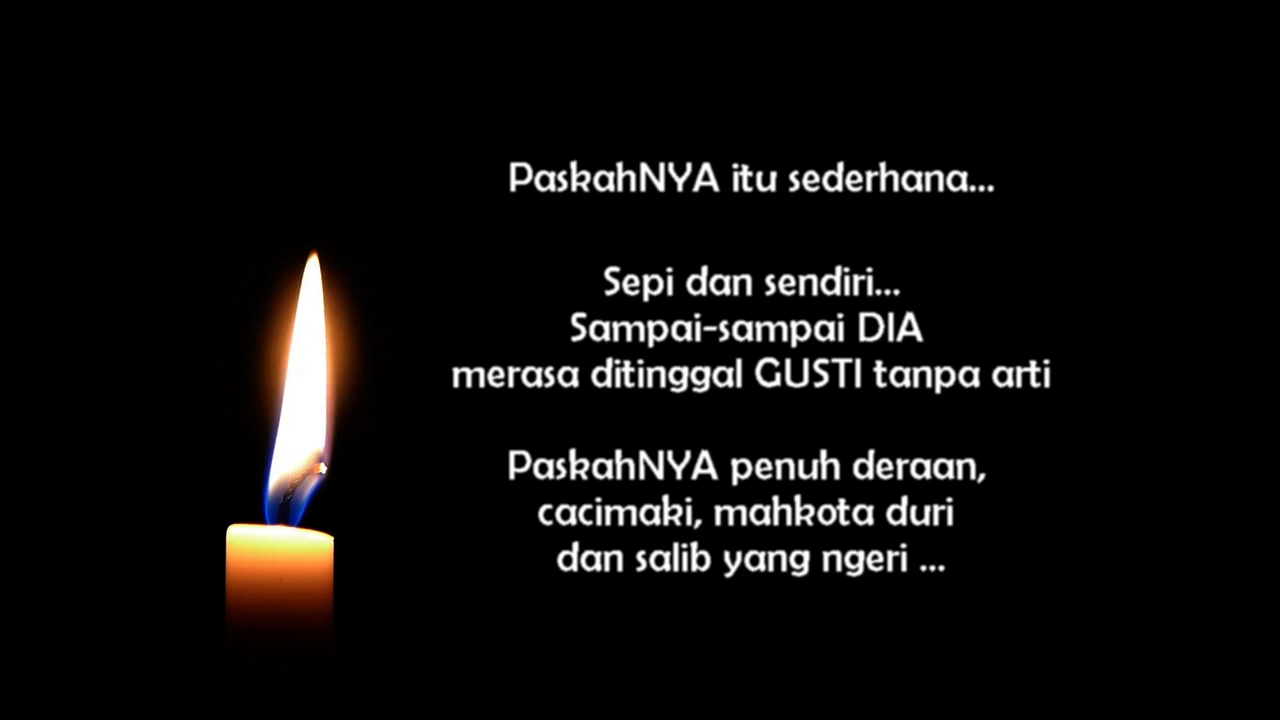 PaskahNYA itu sederhana...
Sepi dan sendiri...
Sampai-sampai DIA
merasa ditinggal GUSTI tanpa arti
PaskahNYA penuh deraan,
cacimaki, mahkota duri
dan salib yang ngeri ...